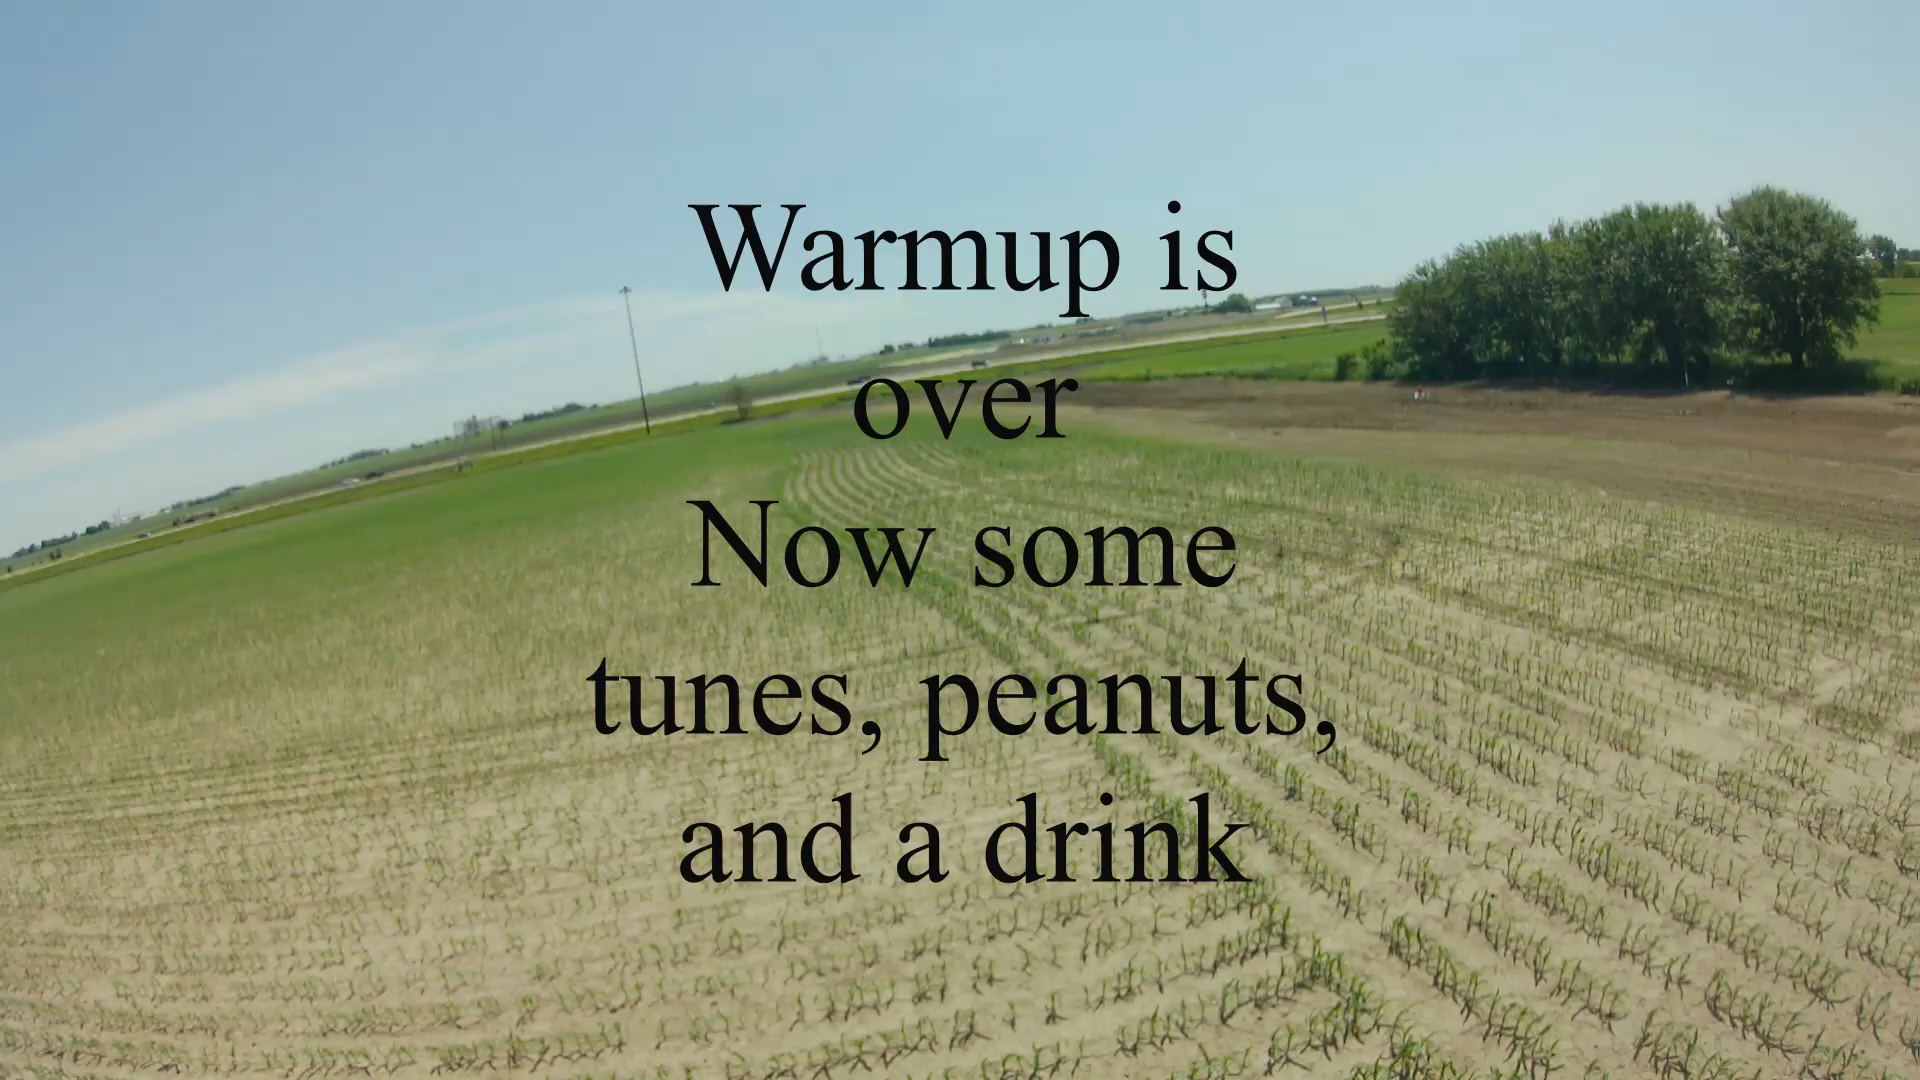 Warmup is
over
Now some
tunes, peanuts,
and a drink